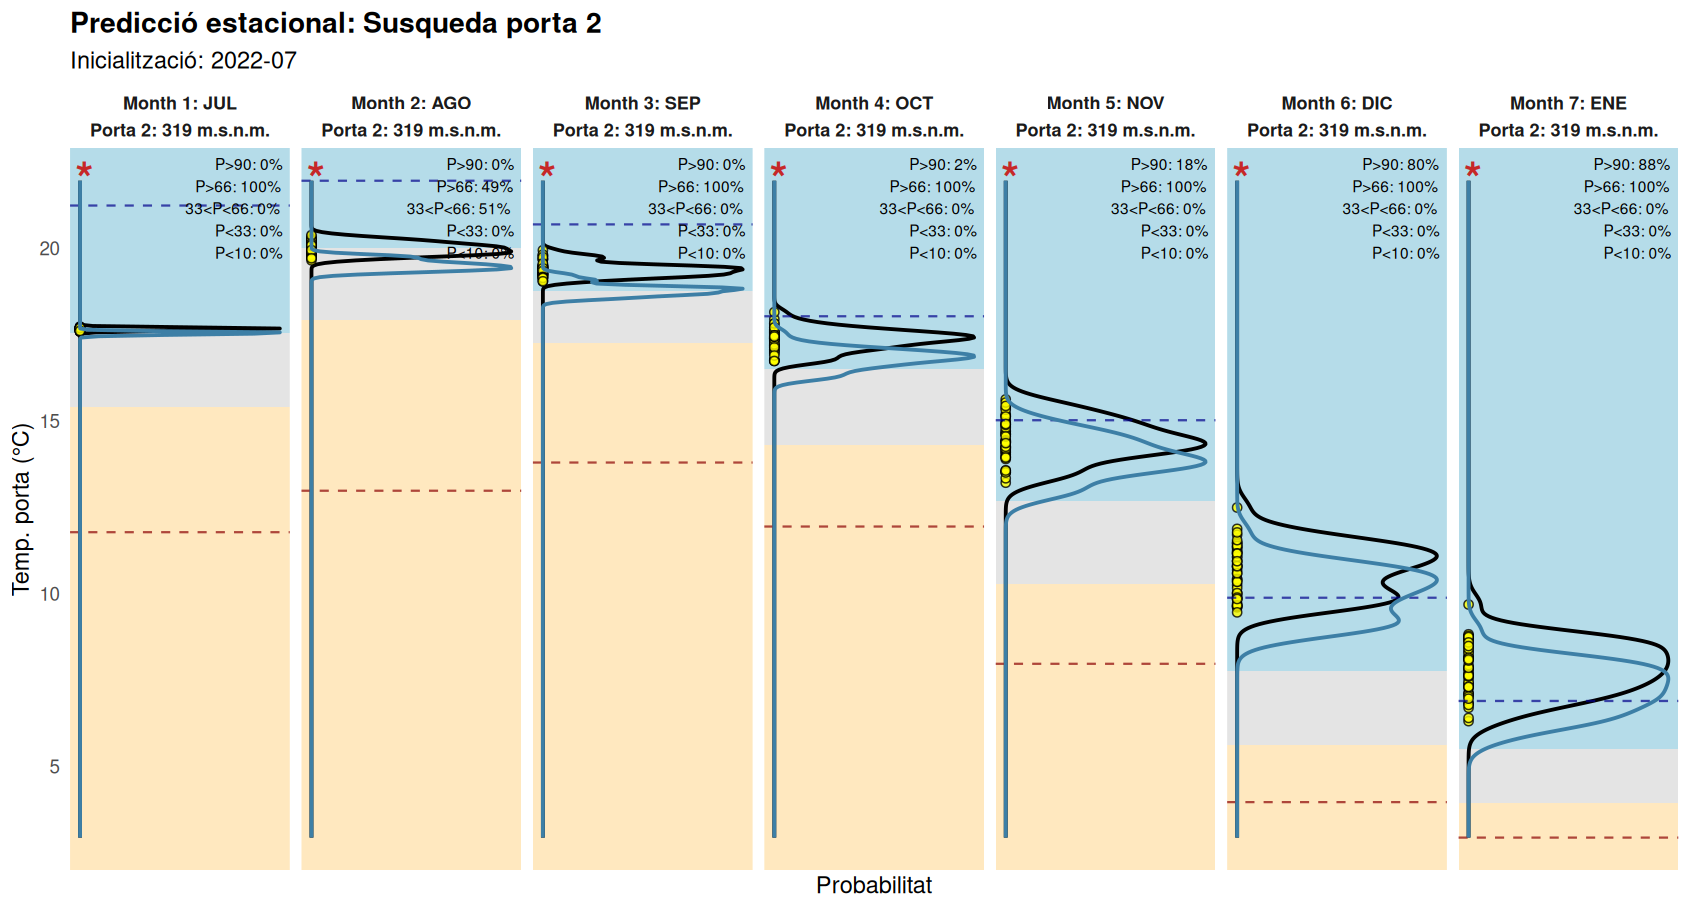 Predicció estacional: Susqueda porta 2
Inicialització: 2022-07
Month 1: JUL
Porta 2: 319 m.s.n.m.
Month 2: AGO
Porta 2: 319 m.s.n.m.
Month 3: SEP
Porta 2: 319 m.s.n.m.
Month 4: OCT
Porta 2: 319 m.s.n.m.
Month 5: NOV
Porta 2: 319 m.s.n.m.
Month 6: DIC
Porta 2: 319 m.s.n.m.
Month 7: ENE
Porta 2: 319 m.s.n.m.
*
P>90: 0%
P>66: 100%
33<P<66: 0%
P<33: 0%
P<10: 0%
*
P>90: 0%
P>66: 49%
33<P<66: 51%
P<33: 0%
P<10: 0%
*
P>90: 0%
P>66: 100%
33<P<66: 0%
P<33: 0%
P<10: 0%
*
P>90: 2%
P>66: 100%
33<P<66: 0%
P<33: 0%
P<10: 0%
*
P>90: 18%
P>66: 100%
33<P<66: 0%
P<33: 0%
P<10: 0%
*
P>90: 80%
P>66: 100%
33<P<66: 0%
P<33: 0%
P<10: 0%
*
P>90: 88%
P>66: 100%
33<P<66: 0%
P<33: 0%
P<10: 0%
20
15
10
5
Temp. porta (°C)
Probabilitat